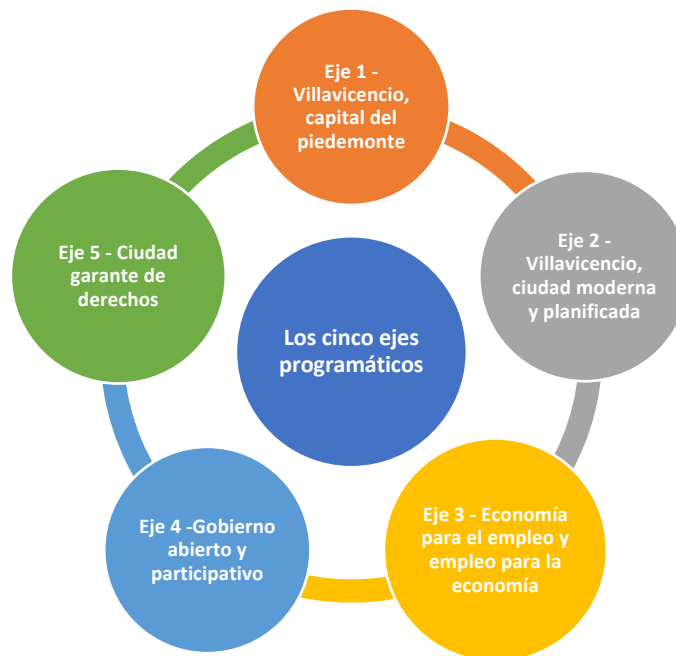 Eje 1 -
Villavicencio,
capital del
piedemonte
Eje 2 -
Villavicencio,
ciudad moderna
y planificada
Eje 3 - Economía
para el empleo y
empleo para la
economía
Eje 4 -Gobierno
abierto y
participativo
Eje 5 - Ciudad
garante de
derechos
Los cinco ejes
programáticos